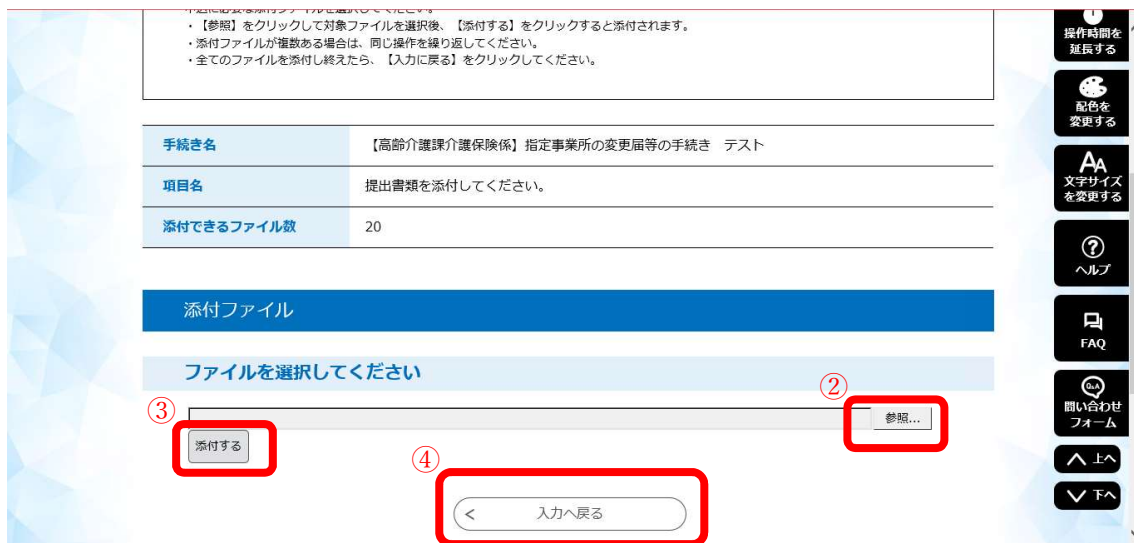 ・【参照】をクリックして対象ファイルを選択後、【添付する】をクリックすると添付されます。
・添付ファイルが複数ある場合は、同じ操作を繰り返してください。
・全てのファイルを添付し終えたら、【入力に戻る】をクリックしてください。
手続き名 【高齢介護課介護保険係】指定事業所の変更届等の手続き テスト
項目名 提出書類を添付してください。
添付できるファイル数 20
添付ファイル
ファイルを選択してください
②
参照...
③
添付する
④
< 入力へ戻る
操作時間を
延長する
配色を
変更する
AA
文字サイズ
を変更する
?
ヘルプ
FAQ
Q&A
問い合わせ
フォーム
上へ
下へ